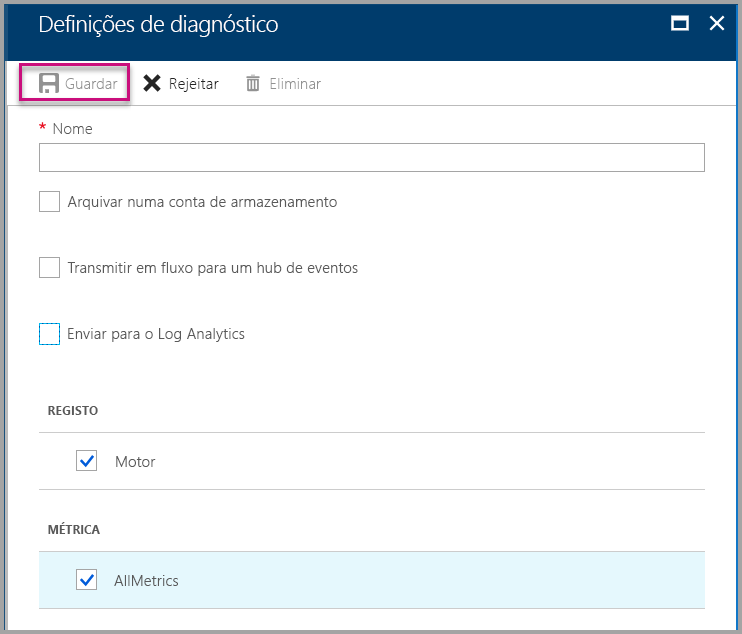 Definições de diagnóstico
Guardar Rejeitar Eliminar
* Nome
Arquivar numa conta de armazenamento
Transmitir em fluxo para um hub de eventos
Enviar para o Log Analytics
REGISTO
Motor
MÉTRICA
AllMetrics